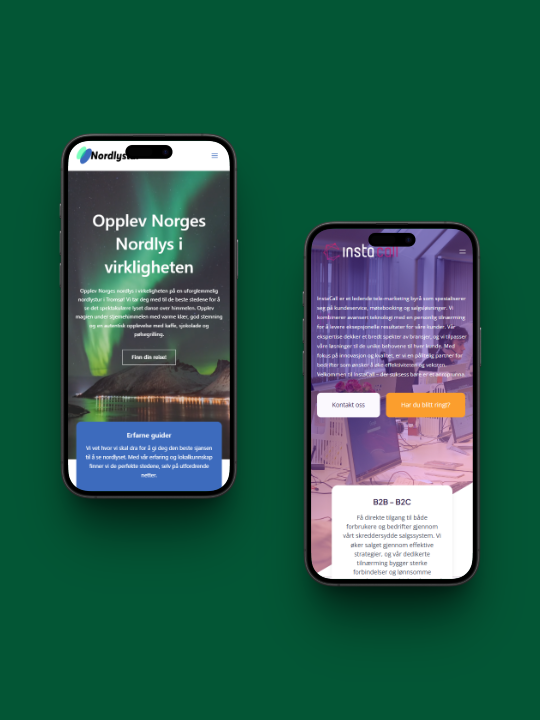 Nordlyst
Opplev Norges
Nordlys i
virkligheten
Opplev Norges nordlys i virkligheten på en uforglemmelig
nordlystur i Tromsø! Vi tar deg med til de beste stedene for å
se det spektakulære lyset danse over himmelen. Opplev
magien under stjernehimmelen med varme klær, god stemning
og en autentisk opplevelse med kaffe, sjokolade og
pølsegrilling.
Finn din reise!
Erfarne guider
Vi vet hvor vi skal dra for å gi deg den beste sjansen
til å se nordlyset. Med vår erfaring og lokalkunnskap
finner vi de perfekte stedene, selv på utfordrende
netter.
instacall
InstaCall er et ledende tele-marketing byrå som spesialiserer
seg på kundeservice, møtebooking og salgsløsninger. Vi
kombinerer avansert teknologi med en personlig tilnærming
for å levere eksepsjonelle resultater for våre kunder. Vår
ekspertise dekker et bredt spekter av bransjer, og vi tilpasser
våre løsninger til de unike behovene til hver kunde. Med
fokus på innovasjon og kvalitet, er vi en pålitelig partner for
bedrifter som ønsker å øke effektiviteten og veksten.
Velkommen til InstaCall – der suksess bare er et
Kontakt oss
Har du blitt ringt?
B2B – B2C
Få direkte tilgang til både
forbrukere og bedrifter gjennom
vårt skreddersydde salgssystem. Vi
øker salget gjennom effektive
strategier, og vår dedikerte
tilnærming bygger sterke
forbindelser og lønnsomme